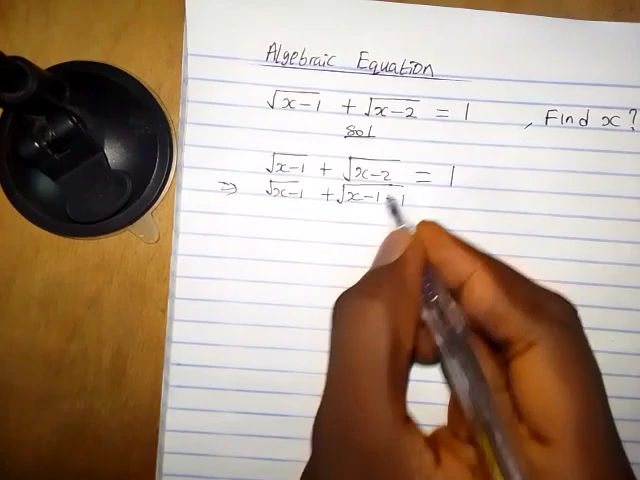 Algebraic Equation
√x-1 + √x-2 = 1 , Find x?
Sol
√x-1 + √x-2 = 1
⇒ √x-1 + √x-1-1